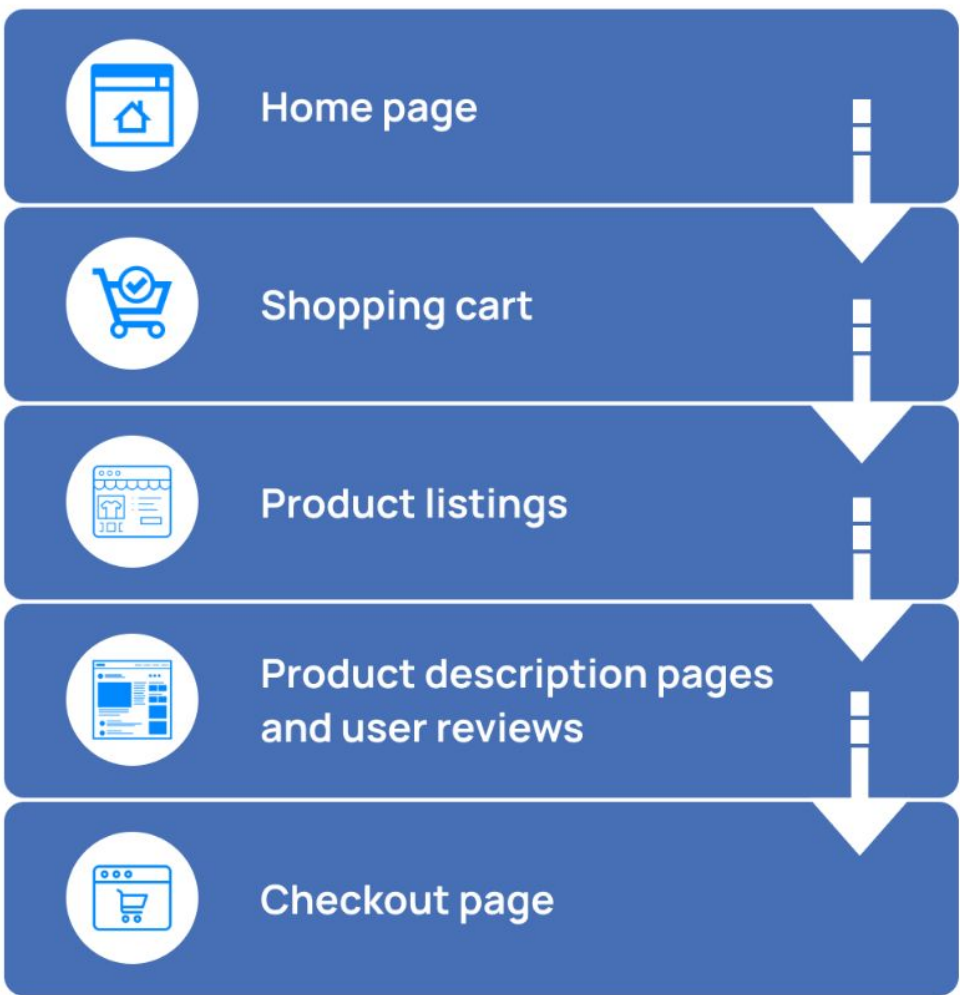 Home page
Shopping cart
Product listings
Product description pages
and user reviews
Checkout page